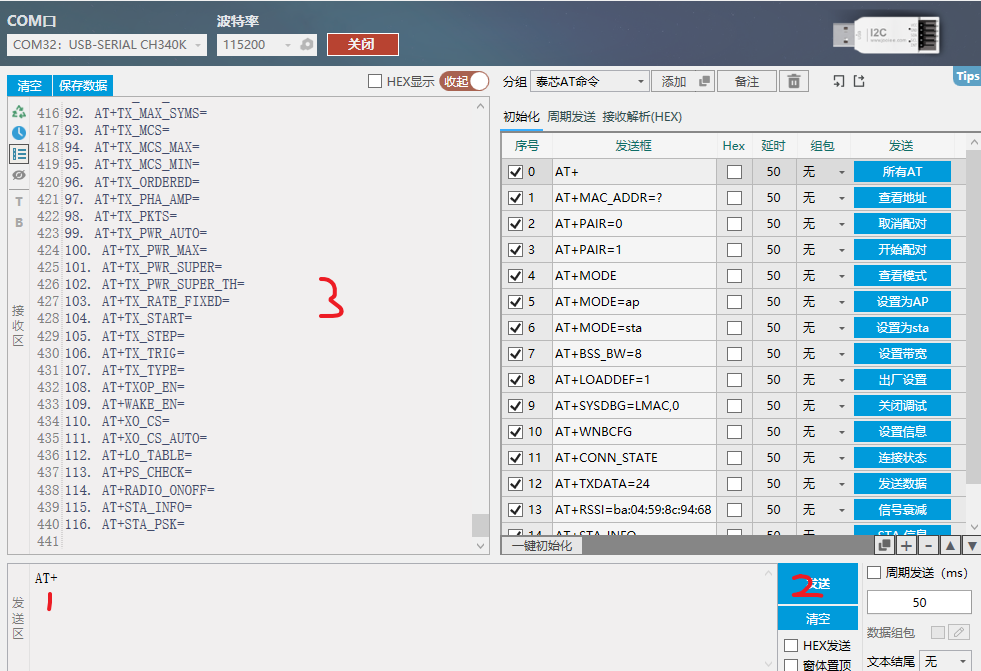 COM口
波特率
COM32: USB-SERIAL CH340K
115200
关闭
I2C
清空
保存数据
HEX显示
收起
分组
泰芯AT命令
添加
备注
Tips
初始化
周期发送
接收解析(HEX)
416 92. AT+TX_MAX_SYMS=
417 93. AT+TX_MCS=
418 94. AT+TX_MCS_MAX=
419 95. AT+TX_MCS_MIN=
420 96. AT+TX_ORDERED=
421 97. AT+TX_PHA_AMP=
422 98. AT+TX_PKTS=
423 99. AT+TX_PWR_AUTO=
424 100. AT+TX_PWR_MAX=
425 101. AT+TX_PWR_SUPER=
426 102. AT+TX_PWR_SUPER_TH=
427 103. AT+TX_RATE_FIXED=
428 104. AT+TX_START=
429 105. AT+TX_STEP=
430 106. AT+TX_TRIG=
431 107. AT+TX_TYPE=
432 108. AT+TXOP_EN=
433 109. AT+WAKE_EN=
434 110. AT+XO_CS=
435 111. AT+XO_CS_AUTO=
436 112. AT+LO_TABLE=
437 113. AT+PS_CHECK=
438 114. AT+RADIO_ONOFF=
439 115. AT+STA_INFO=
440 116. AT+STA_PSK=
441
T
B
接收区
3
序号 发送框 Hex 延时 组包 发送
0 AT+ 50 无 所有AT
1 AT+MAC_ADDR=? 50 无 查看地址
2 AT+PAIR=0 50 无 取消配对
3 AT+PAIR=1 50 无 开始配对
4 AT+MODE 50 无 查看模式
5 AT+MODE=ap 50 无 设置为AP
6 AT+MODE=sta 50 无 设置为sta
7 AT+BSS_BW=8 50 无 设置带宽
8 AT+LOADDEF=1 50 无 出厂设置
9 AT+SYSDBG=LMAC,0 50 无 关闭调试
10 AT+WNBCFG 50 无 设置信息
11 AT+CONN_STATE 50 无 连接状态
12 AT+TXDATA=24 50 无 发送数据
13 AT+RSSI=ba:04:59:8c:94:68 50 无 信号衰减
14 AT+STA_INFO 50 无 STA 信息
一键初始化
AT+
1
发送区
2
发送
清空
HEX发送
窗体置顶
周期发送（ms）
50
数据组包
文本结尾
无